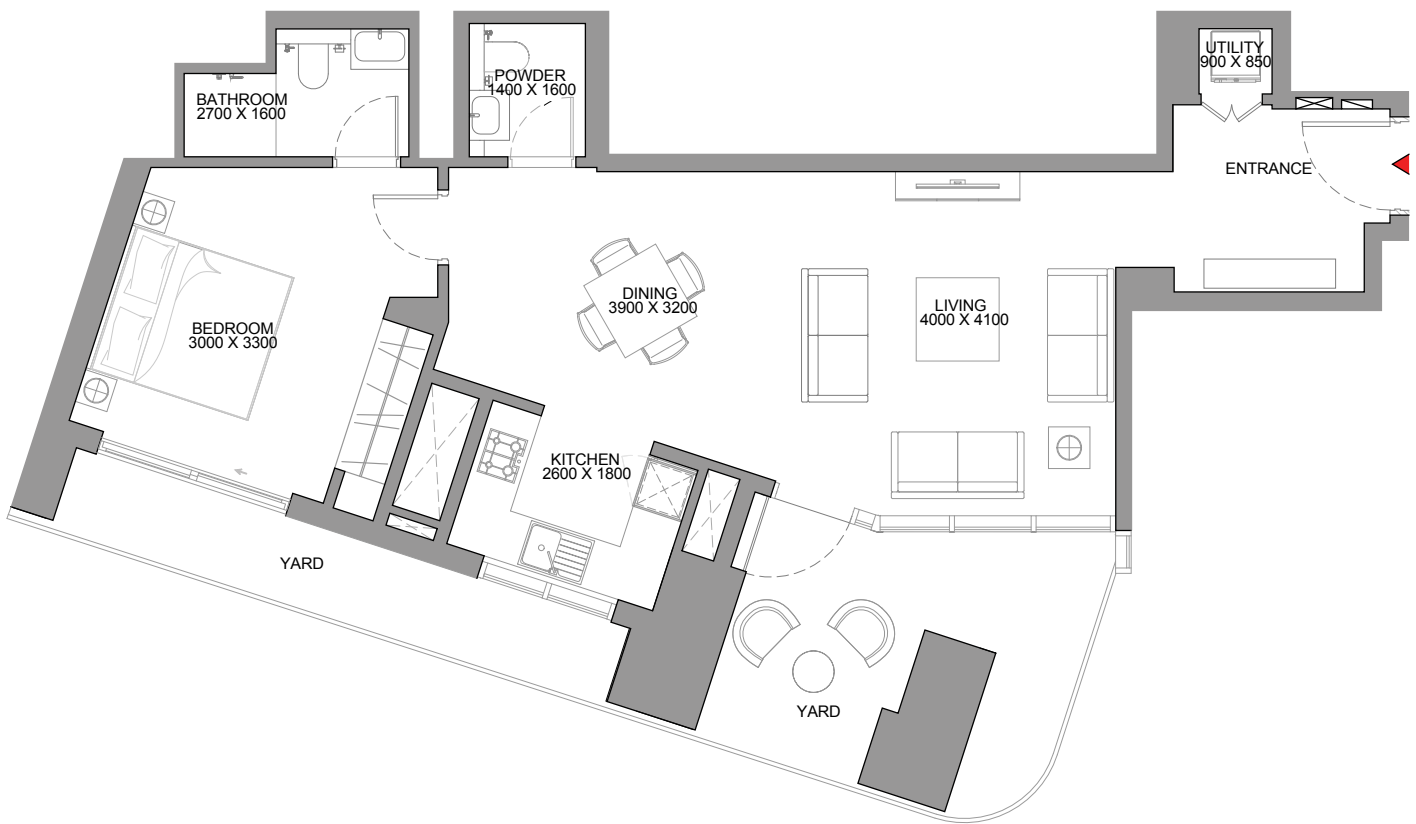 UTILITY
900 X 850
POWDER
1400 X 1600
BATHROOM
2700 X 1600
ENTRANCE
DINING
3900 X 3200
LIVING
4000 X 4100
BEDROOM
3000 X 3300
KITCHEN
2600 X 1800
YARD
YARD